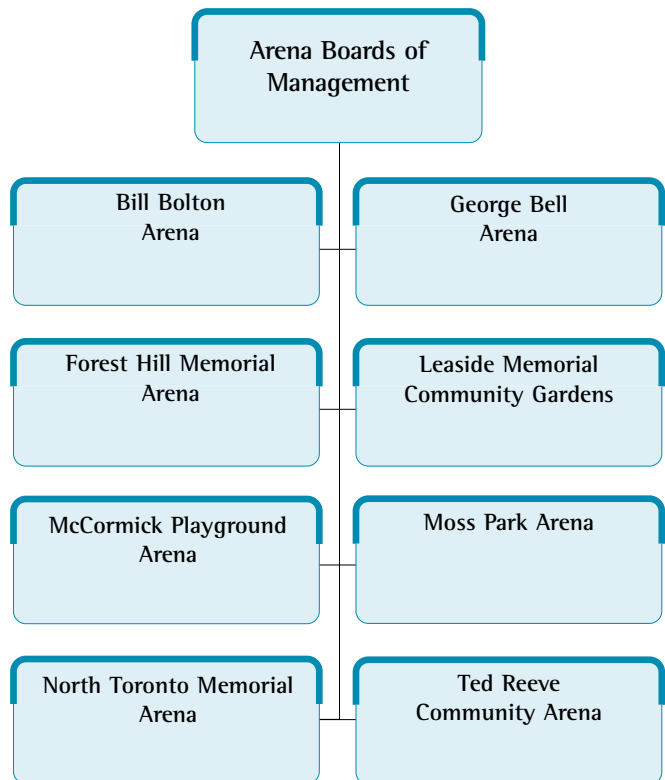 Arena Boards of
Management
Bill Bolton
Arena
George Bell
Arena
Forest Hill Memorial
Arena
Leaside Memorial
Community Gardens
McCormick Playground
Arena
Moss Park Arena
North Toronto Memorial
Arena
Ted Reeve
Community Arena